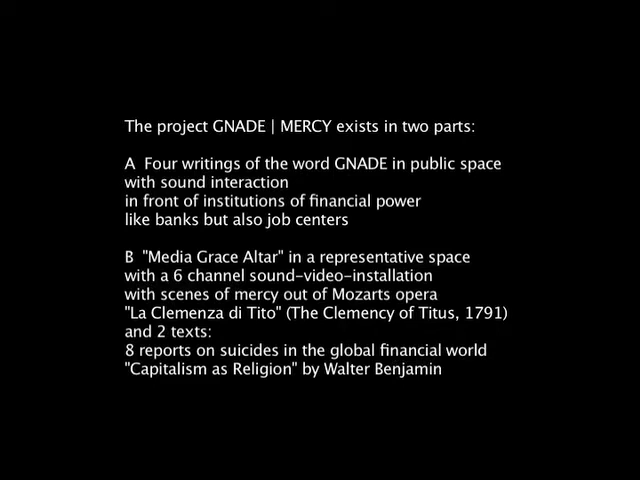 The project GNADE | MERCY exists in two parts:
A  Four writings of the word GNADE in public space
with sound interaction
in front of institutions of financial power
like banks but also job centers
B  "Media Grace Altar" in a representative space
with a 6 channel sound-video-installation
with scenes of mercy out of Mozarts opera
"La Clemenza di Tito" (The Clemency of Titus, 1791)
and 2 texts:
8 reports on suicides in the global financial world
"Capitalism as Religion" by Walter Benjamin